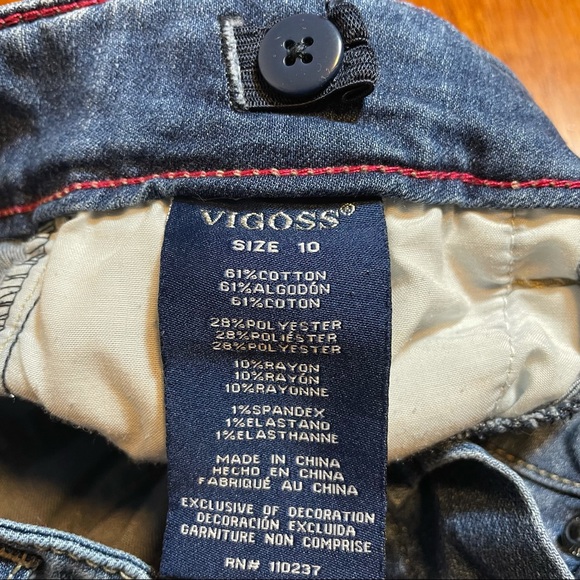 VIGOSS®
SIZE 10
61%COTTON
61%ALGODÓN
61%COTON
28%POLYESTER
28%POLIÉSTER
28%POLYESTER
10%RAYON
10%RAYÓN
10%RAYONNE
1%SPANDEX
1%ELASTANO
1%ELASTHANNE
MADE IN CHINA
HECHO EN CHINA
FABRIQUÉ AU CHINA
EXCLUSIVE OF DECORATION
DECORACIÓN EXCLUIDA
GARNITURE NON COMPRISE
RN# 110237